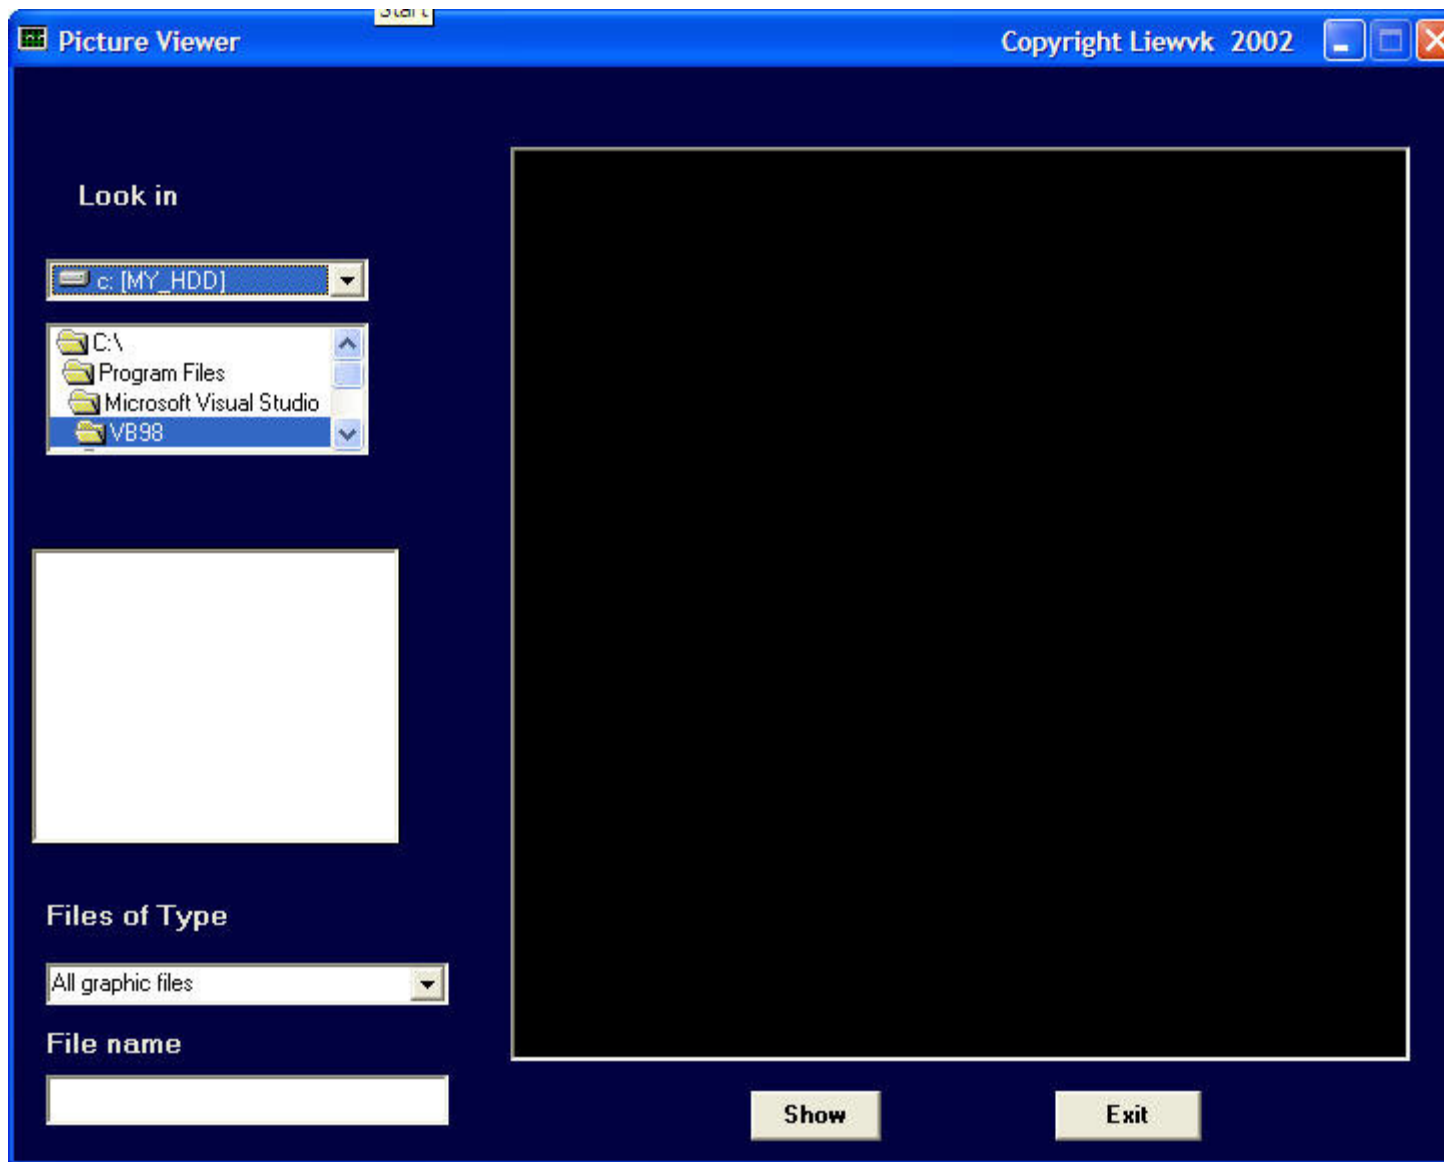 Start
Picture Viewer
Copyright Liewvk 2002
Look in
c: [MY_HDD]
C:\
Program Files
Microsoft Visual Studio
VB98
Files of Type
All graphic files
File name
Show
Exit